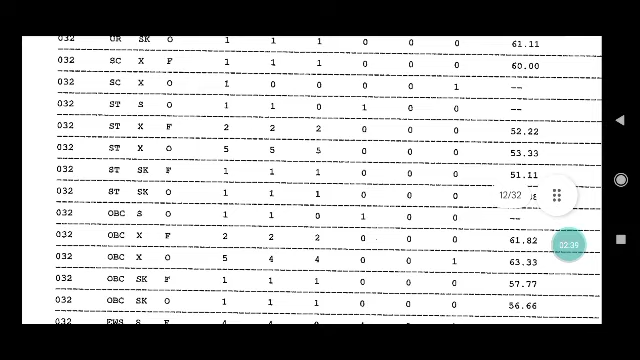 032 UR SK O 1 1 1 0 0 0 61.11
032 SC X F 1 1 1 0 0 0 60.00
032 SC X O 1 0 0 0 0 1 --
032 ST S O 1 1 0 1 0 0 --
032 ST X F 2 2 2 0 0 0 52.22
032 ST X O 5 5 5 0 0 0 53.33
032 ST SK F 1 1 1 0 0 0 51.11
032 ST SK O 1 1 1 0 0 0
12/32
032 OBC S O 1 1 0 1 0 0 --
032 OBC X F 2 2 2 0 0 0 61.82
02:39
032 OBC X O 5 4 4 0 0 1 63.33
032 OBC SK F 1 1 1 0 0 0 57.77
032 OBC SK O 1 1 1 0 0 0 56.66
032 EWS S